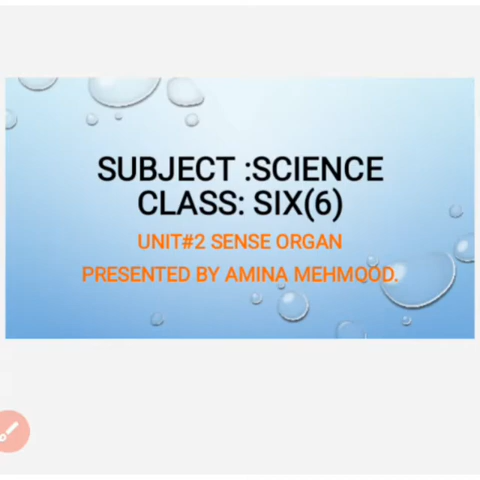 SUBJECT :SCIENCE
CLASS: SIX(6)
UNIT#2 SENSE ORGAN
PRESENTED BY AMINA MEHMOOD.